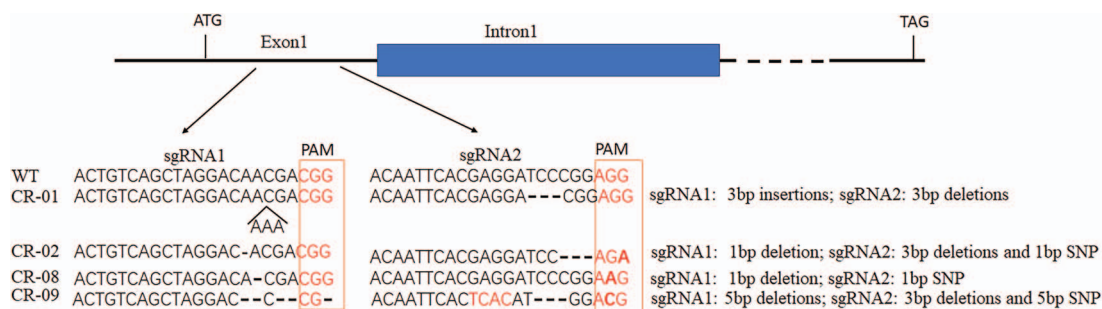 ATG
Exon1
Intron1
TAG
sgRNA1 PAM sgRNA2 PAM
WT ACTGTCAGCTAGGACAACGACGG ACAATTCACGAGGATCCCGGAGG
CR-01 ACTGTCAGCTAGGACAACGACGG ACAATTCACGAGGA---CGGAGG sgRNA1: 3bp insertions; sgRNA2: 3bp deletions
AAA
CR-02 ACTGTCAGCTAGGAC-ACGACGG ACAATTCACGAGGATCC---AGA sgRNA1: 1bp deletion; sgRNA2: 3bp deletions and 1bp SNP
CR-08 ACTGTCAGCTAGGACA-CGACGG ACAATTCACGAGGATCCCGGAAG sgRNA1: 1bp deletion; sgRNA2: 1bp SNP
CR-09 ACTGTCAGCTAGGAC--C--CG- ACAATTCACTCACAT---GGACG sgRNA1: 5bp deletions; sgRNA2: 3bp deletions and 5bp SNP